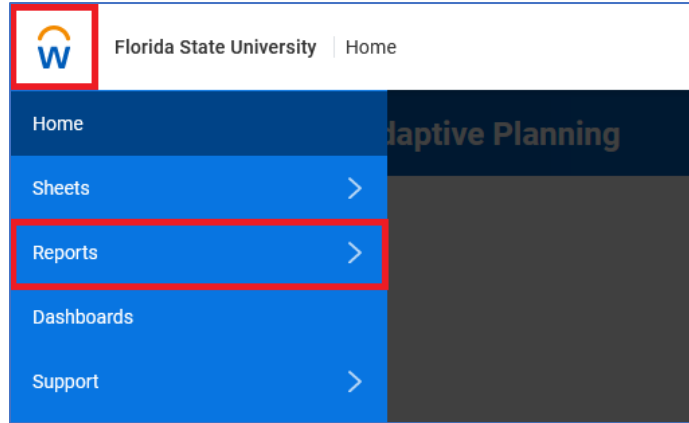 W
Florida State University | Home
Home
daptive Planning
Sheets
Reports
Dashboards
Support